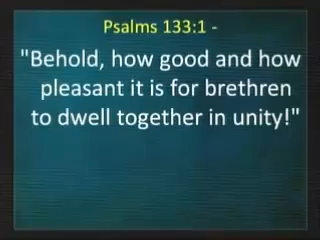 Psalms 133:1 -
"Behold, how good and how
pleasant it is for brethren
to dwell together in unity!"